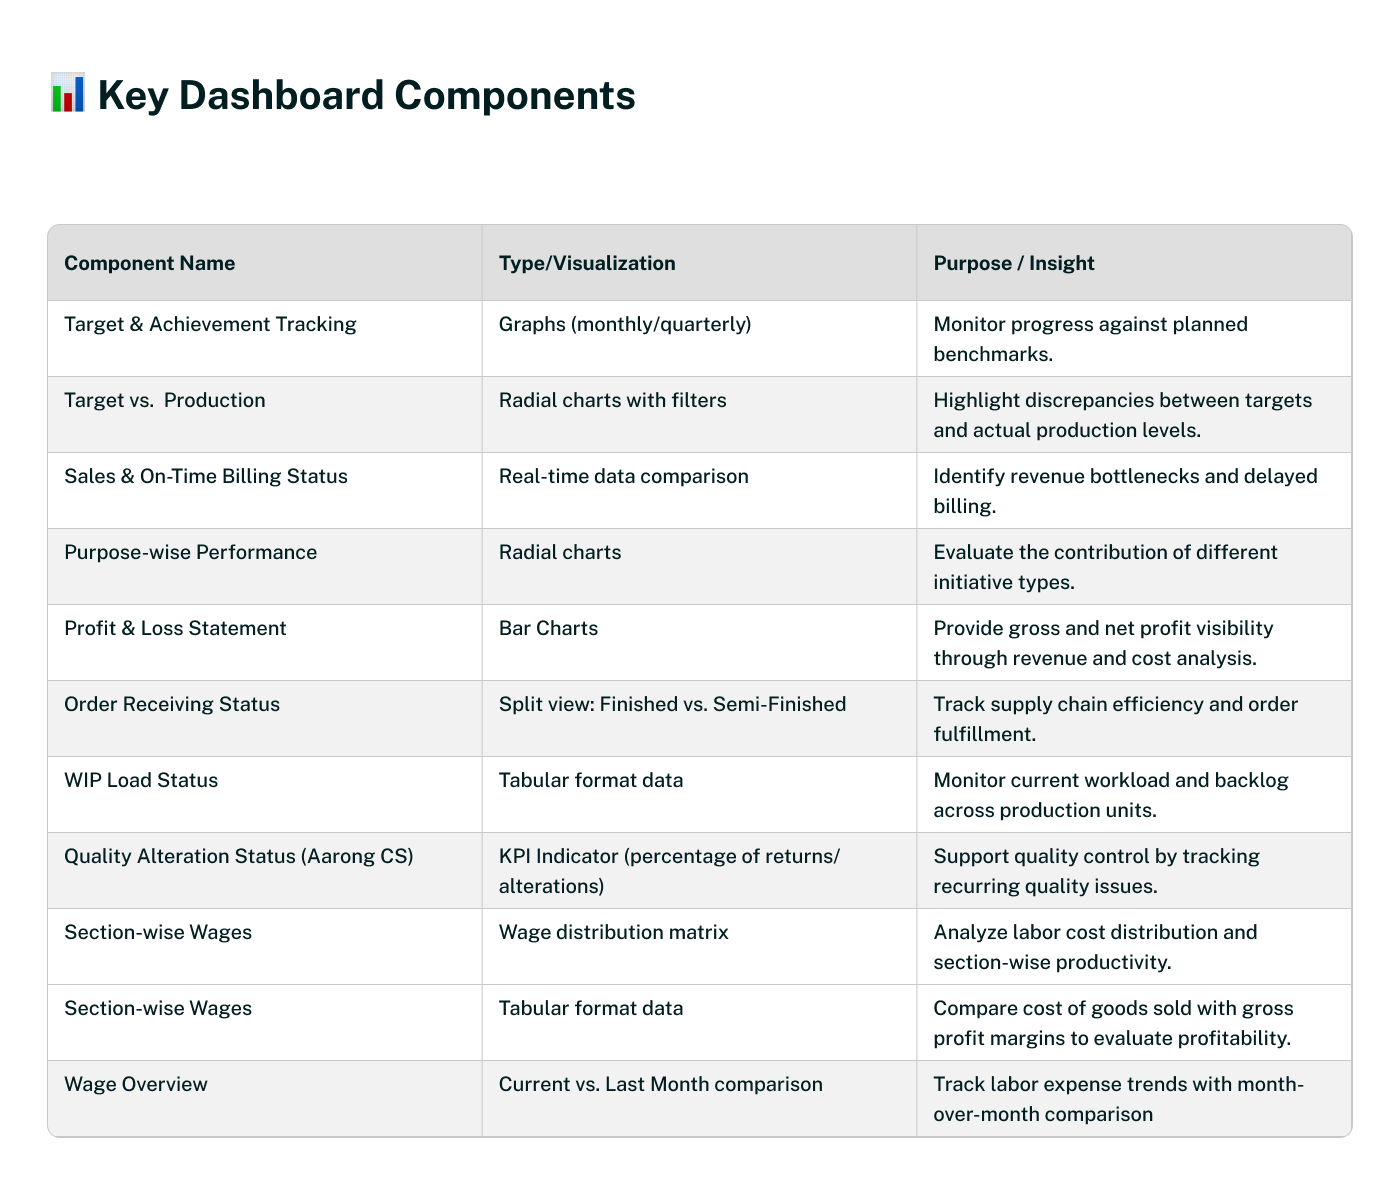 Key Dashboard Components
Component Name
Type/Visualization
Purpose / Insight
Target & Achievement Tracking
Graphs (monthly/quarterly)
Monitor progress against planned
benchmarks.
Target vs.  Production
Radial charts with filters
Highlight discrepancies between targets
and actual production levels.
Sales & On-Time Billing Status
Real-time data comparison
Identify revenue bottlenecks and delayed
billing.
Purpose-wise Performance
Radial charts
Evaluate the contribution of different
initiative types.
Profit & Loss Statement
Bar Charts
Provide gross and net profit visibility
through revenue and cost analysis.
Order Receiving Status
Split view: Finished vs. Semi-Finished
Track supply chain efficiency and order
fulfillment.
WIP Load Status
Tabular format data
Monitor current workload and backlog
across production units.
Quality Alteration Status (Aarong CS)
KPI Indicator (percentage of returns/
alterations)
Support quality control by tracking
recurring quality issues.
Section-wise Wages
Wage distribution matrix
Analyze labor cost distribution and
section-wise productivity.
Section-wise Wages
Tabular format data
Compare cost of goods sold with gross
profit margins to evaluate profitability.
Wage Overview
Current vs. Last Month comparison
Track labor expense trends with month-
over-month comparison